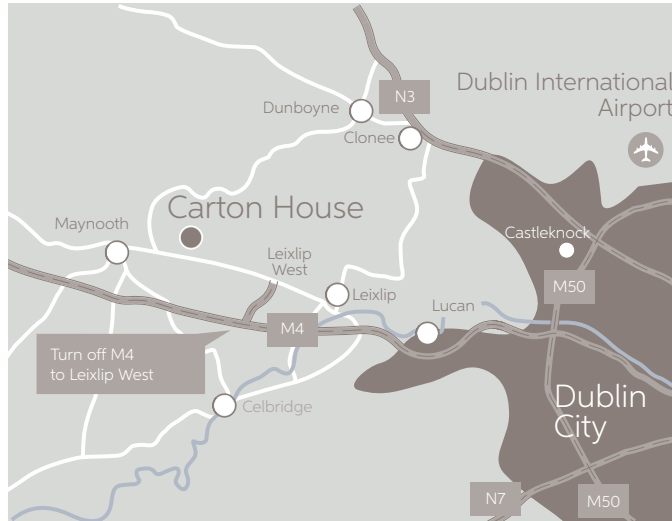 Dublin International
Airport
N3
Dunboyne
Clonee
Carton House
Maynooth
Castleknock
Leixlip
West
M50
Leixlip
Lucan
M4
Turn off M4
to Leixlip West
Dublin
City
Celbridge
N7
M50